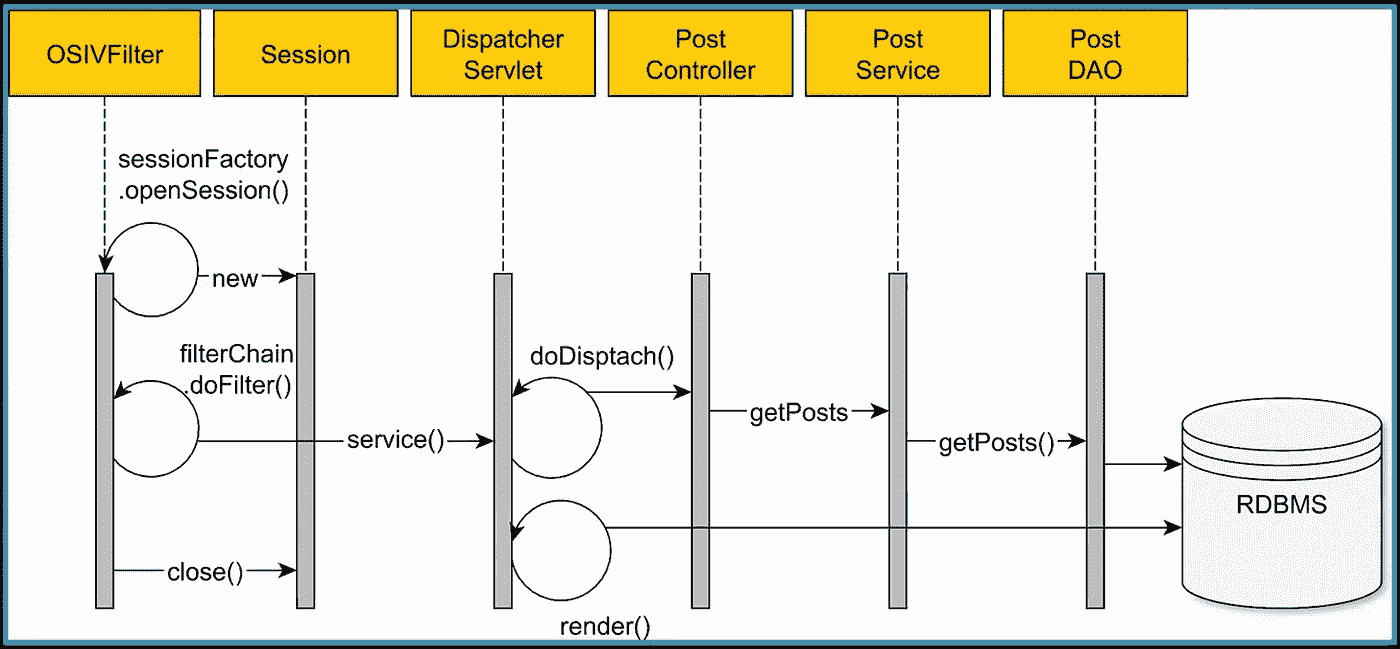 OSIVFilter
Session
Dispatcher
Servlet
Post
Controller
Post
Service
Post
DAO
sessionFactory
.openSession()
new
filterChain
.doFilter()
doDisptach()
getPosts
service()
getPosts()
RDBMS
close()
render()